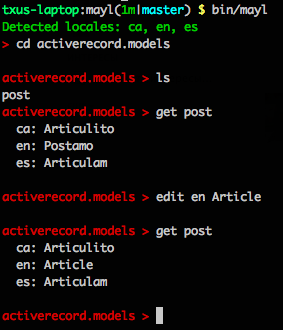 txus-laptop:mayl(1m|master) $ bin/mayl
Detected locales: ca, en, es
> cd activerecord.models
activerecord.models > ls
post
activerecord.models > get post
ca: Articulito
en: Postamo
es: Articulam
activerecord.models > edit en Article
activerecord.models > get post
ca: Articulito
en: Article
es: Articulam
activerecord.models >